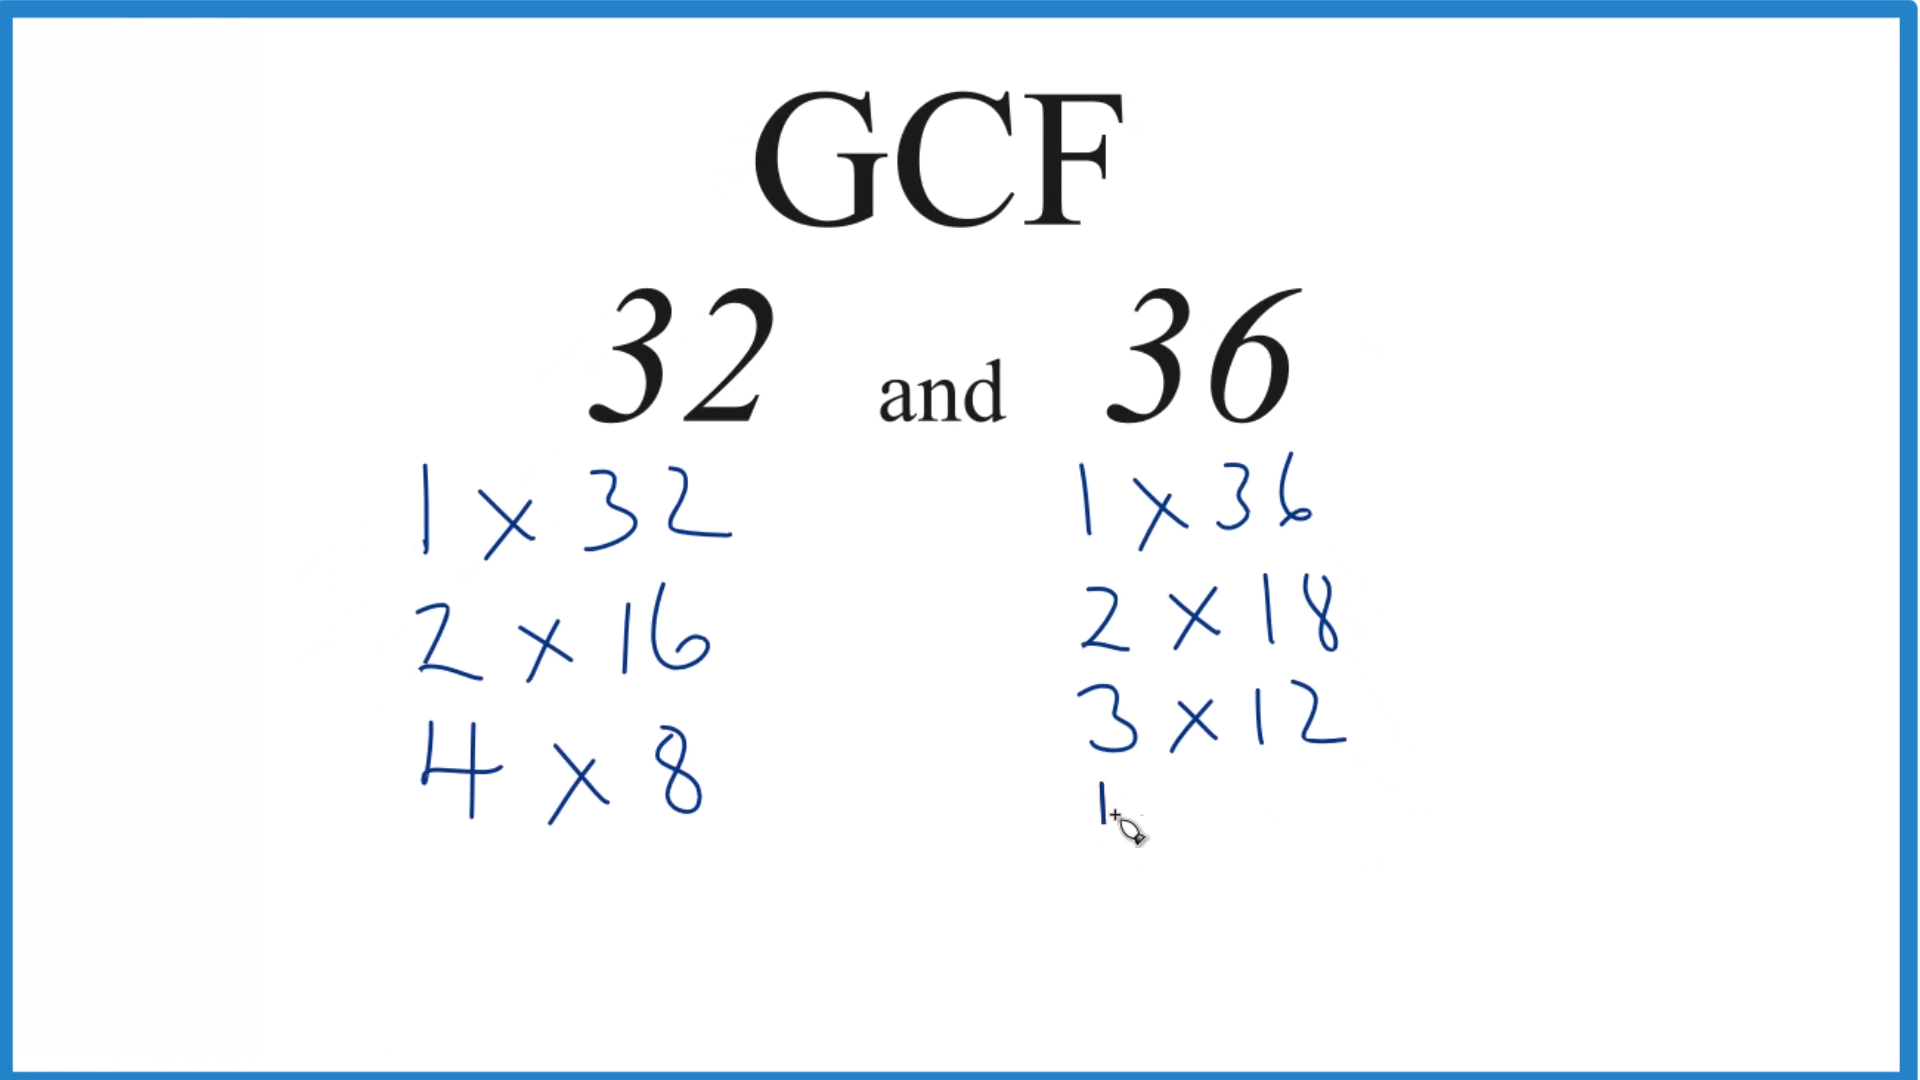 GCF
32 and 36
1 x 32
1 x 36
2 x 16
2 x 18
4 x 8
3 x 12